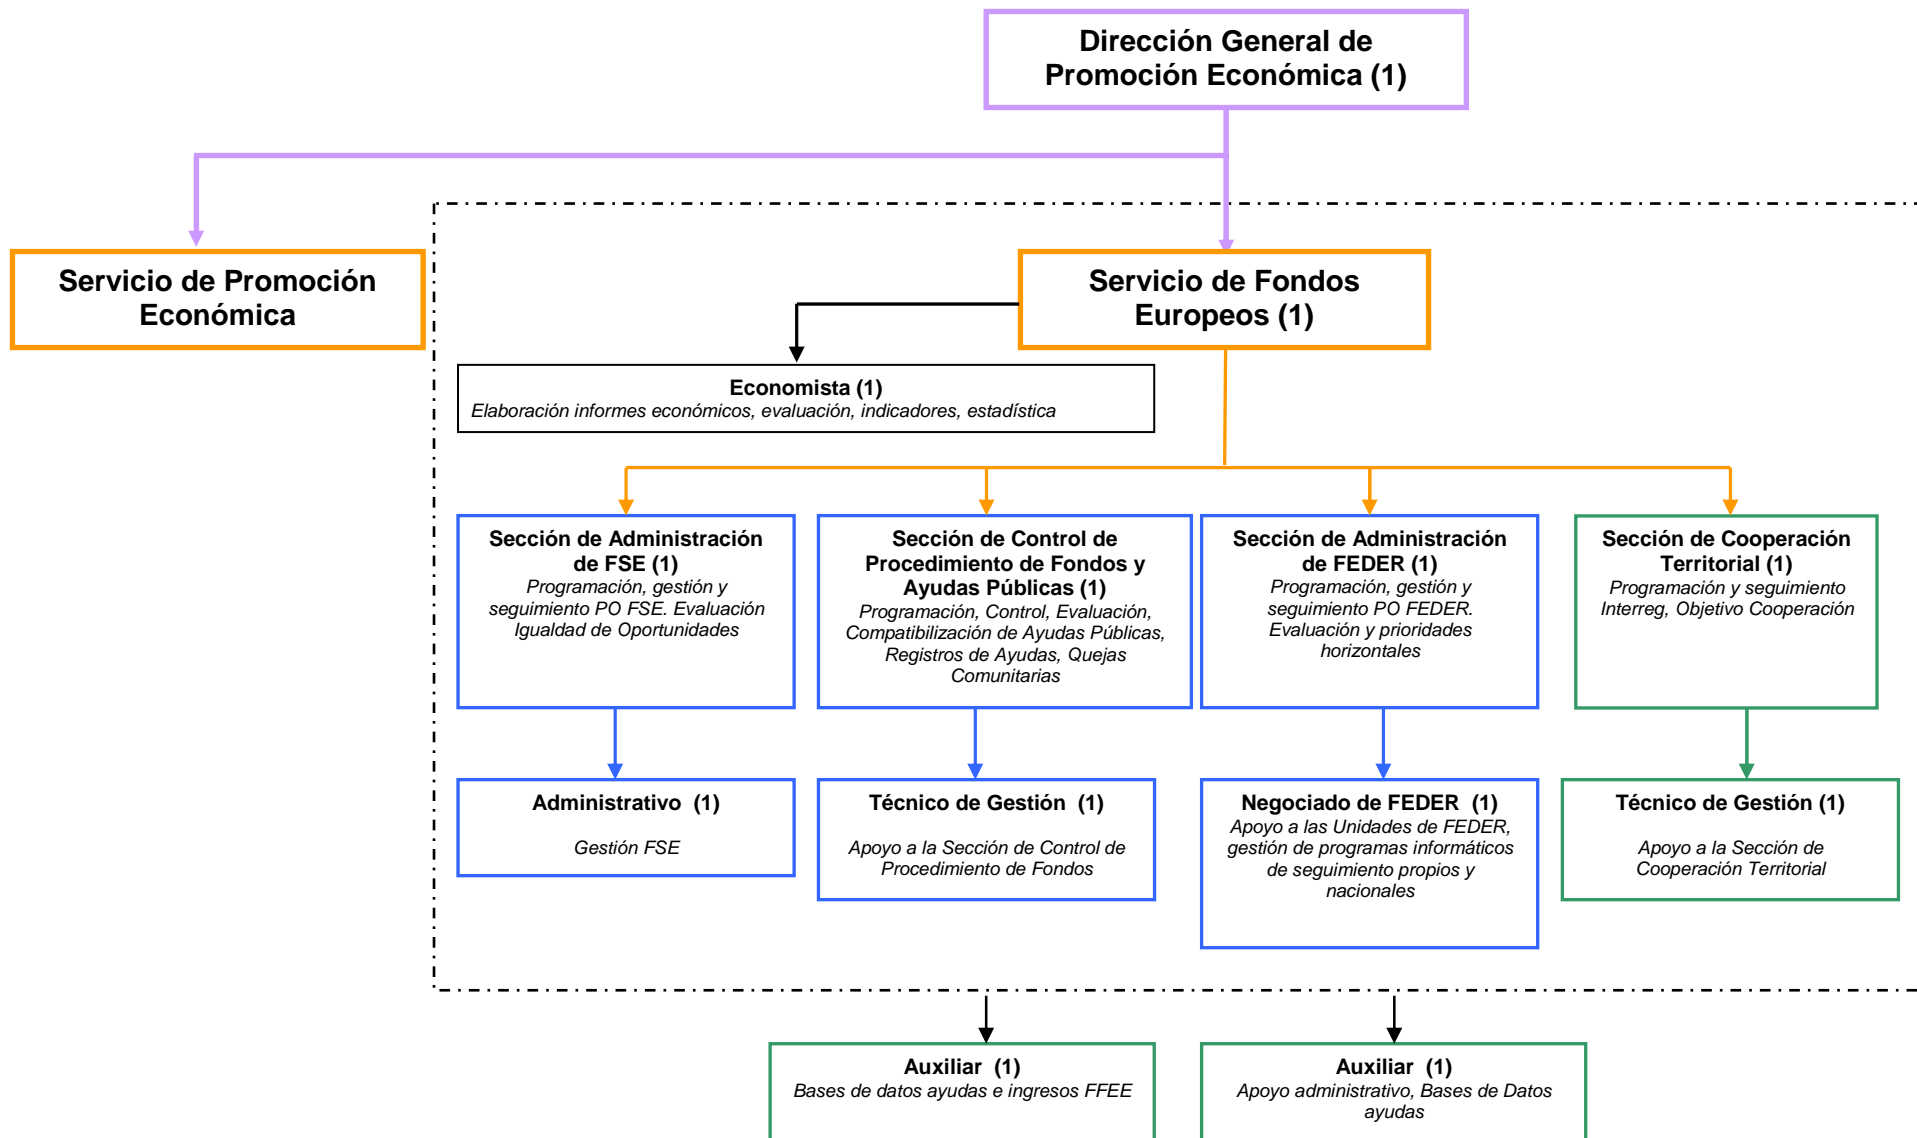 Dirección General de
Promoción Económica (1)
Servicio de Promoción
Económica
Servicio de Fondos
Europeos (1)
Economista (1)
Elaboración informes económicos, evaluación, indicadores, estadística
Sección de Administración
de FSE (1)
Programación, gestión y
seguimiento PO FSE. Evaluación
Igualdad de Oportunidades
Sección de Control de
Procedimiento de Fondos y
Ayudas Públicas (1)
Programación, Control, Evaluación,
Compatibilización de Ayudas Públicas,
Registros de Ayudas, Quejas
Comunitarias
Sección de Administración
de FEDER (1)
Programación, gestión y
seguimiento PO FEDER.
Evaluación y prioridades
horizontales
Sección de Cooperación
Territorial (1)
Programación y seguimiento
Interreg, Objetivo Cooperación
Administrativo (1)
Gestión FSE
Técnico de Gestión (1)
Apoyo a la Sección de Control de
Procedimiento de Fondos
Negociado de FEDER (1)
Apoyo a las Unidades de FEDER,
gestión de programas informáticos
de seguimiento propios y
nacionales
Técnico de Gestión (1)
Apoyo a la Sección de
Cooperación Territorial
Auxiliar (1)
Bases de datos ayudas e ingresos FFEE
Auxiliar (1)
Apoyo administrativo, Bases de Datos
ayudas